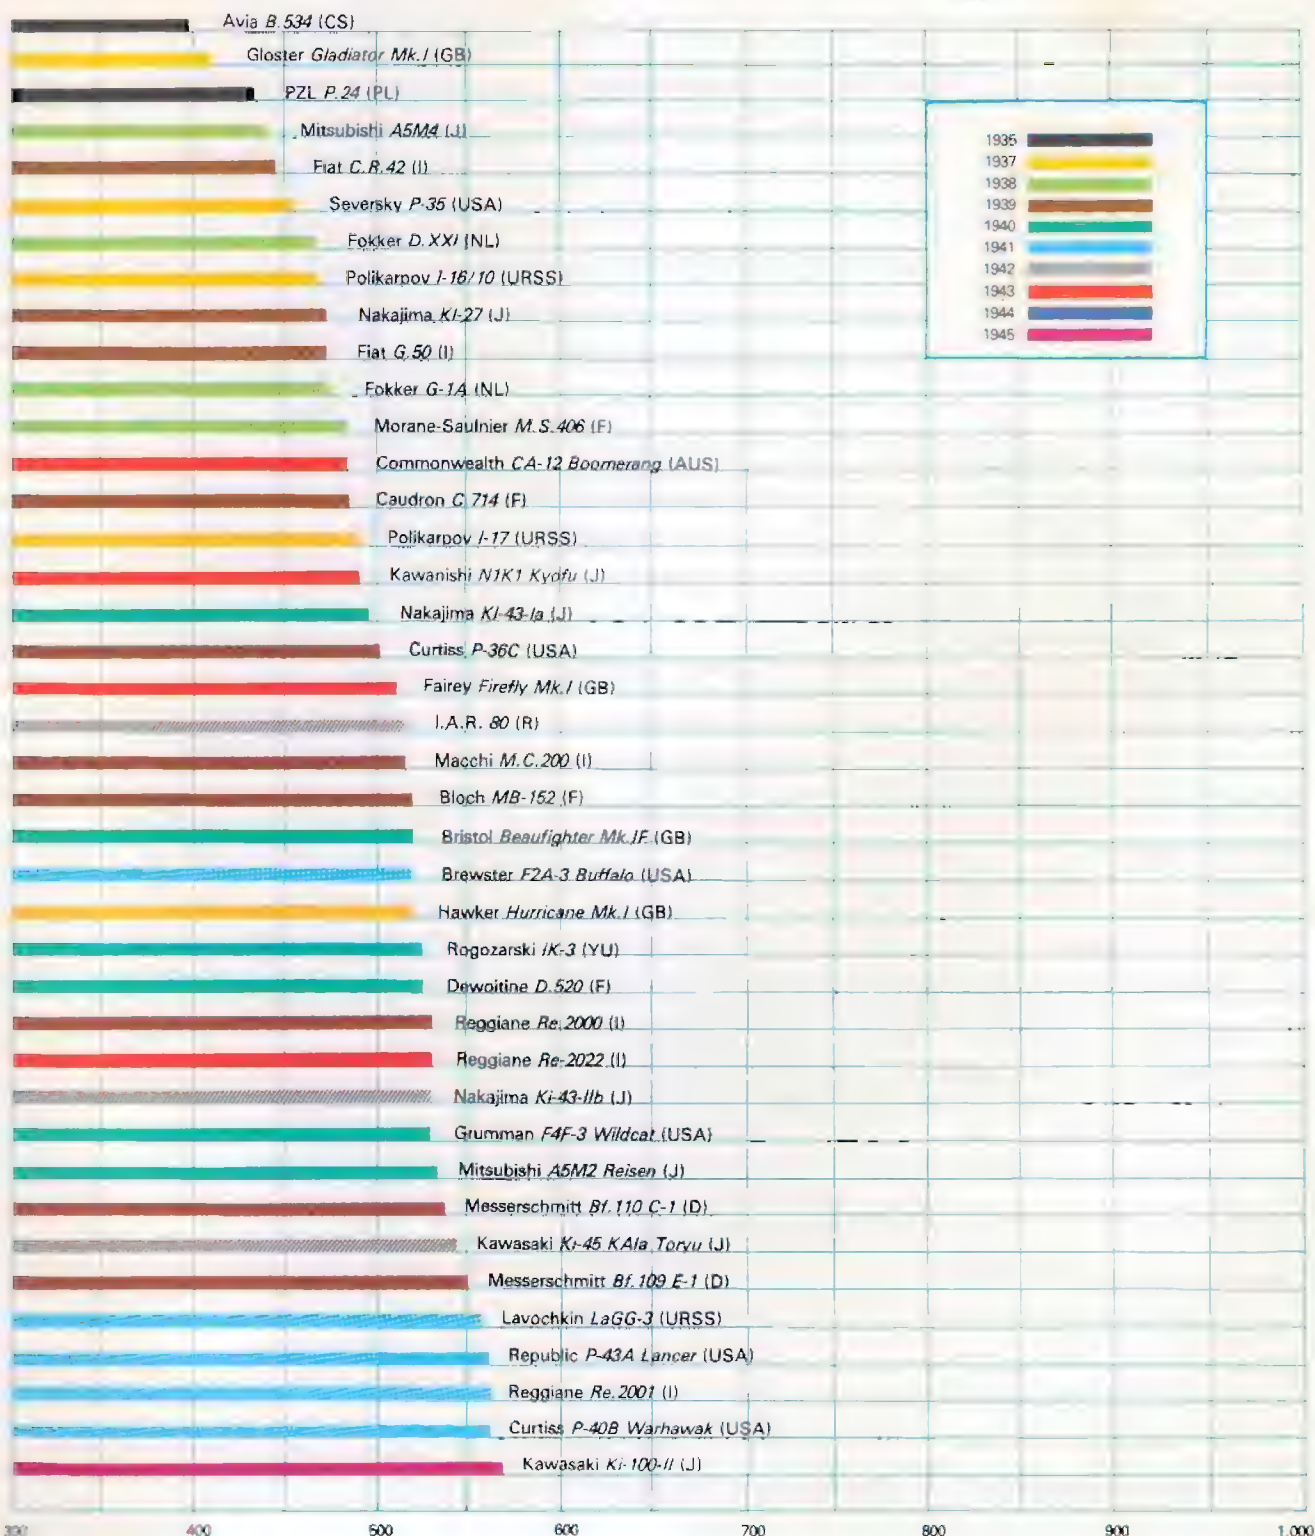 Avia B.534 (CS)
Gloster Gladiator Mk.I (GB)
PZL P.24 (PL)
Mitsubishi A5M4 (J)
Fiat C.R.42 (I)
Seversky P-35 (USA)
Fokker D.XXI (NL)
Polikarpov I-16/10 (URSS)
Nakajima KI-27 (J)
Fiat G.50 (I)
Fokker G-1A (NL)
Morane-Saulnier M.S.406 (F)
Commonwealth CA-12 Boomerang (AUS)
Caudron C.714 (F)
Polikarpov I-17 (URSS)
Kawanishi N1K1 Kyofu (J)
Nakajima KI-43-Ia (J)
Curtiss P-36C (USA)
Fairey Firefly Mk.I (GB)
I.A.R. 80 (R)
Macchi M.C.200 (I)
Bloch MB-152 (F)
Bristol Beaufighter Mk.IF (GB)
Brewster F2A-3 Buffalo (USA)
Hawker Hurricane Mk.I (GB)
Rogozarski IK-3 (YU)
Dewoitine D.520 (F)
Reggiane Re.2000 (I)
Reggiane Re-2022 (I)
Nakajima Ki-43-IIb (J)
Grumman F4F-3 Wildcat (USA)
Mitsubishi A5M2 Reisen (J)
Messerschmitt Bf.110 C-1 (D)
Kawasaki Ki-45 KAIa Toryu (J)
Messerschmitt Bf.109 E-1 (D)
Lavochkin LaGG-3 (URSS)
Republic P-43A Lancer (USA)
Reggiane Re.2001 (I)
Curtiss P-40B Warhawak (USA)
Kawasaki Ki-100-II (J)
1935
1937
1938
1939
1940
1941
1942
1943
1944
1945
300 400 500 600 700 800 900 1.000